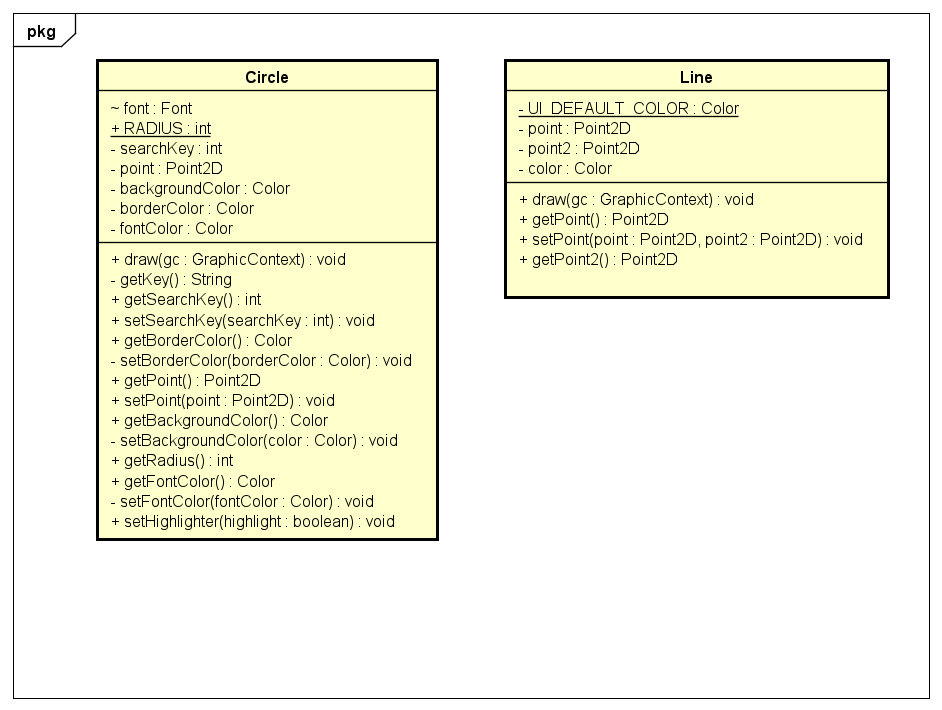 pkg
Circle
~ font : Font
+ RADIUS : int
- searchKey : int
- point : Point2D
- backgroundColor : Color
- borderColor : Color
- fontColor : Color
+ draw(gc : GraphicContext) : void
- getKey() : String
+ getSearchKey() : int
+ setSearchKey(searchKey : int) : void
+ getBorderColor() : Color
- setBorderColor(borderColor : Color) : void
+ getPoint() : Point2D
+ setPoint(point : Point2D) : void
+ getBackgroundColor() : Color
- setBackgroundColor(color : Color) : void
+ getRadius() : int
+ getFontColor() : Color
- setFontColor(fontColor : Color) : void
+ setHighlighter(highlight : boolean) : void
Line
- UI_DEFAULT_COLOR : Color
- point : Point2D
- point2 : Point2D
- color : Color
+ draw(gc : GraphicContext) : void
+ getPoint() : Point2D
+ setPoint(point : Point2D, point2 : Point2D) : void
+ getPoint2() : Point2D